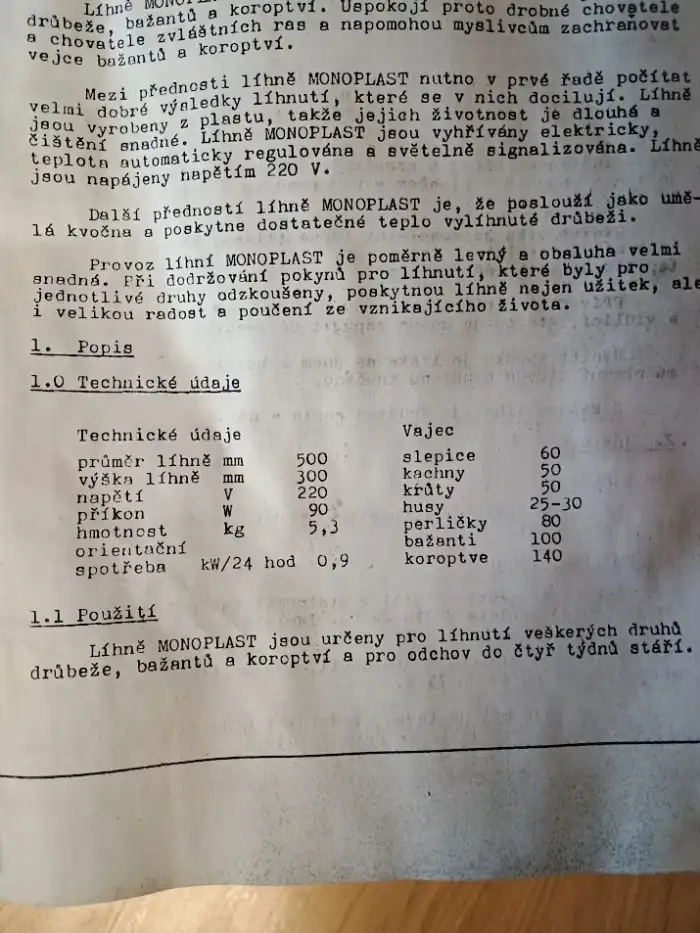 Líhně MONOPLAST
drůbeže, bažantů a koroptví. Uspokojí proto drobné chovatele
a chovatele zvláštních ras a napomohou myslivcům zachraňovat
vejce bažantů a koroptví.
Mezi přednosti líhně MONOPLAST nutno v prvé řadě počítat
velmi dobré výsledky líhnutí, které se v nich docilují. Líhně
jsou vyrobeny z plastu, takže jejich životnost je dlouhá a
čištění snadné. Líhně MONOPLAST jsou vyhřívány elektricky,
teplota automaticky regulována a světelně signalizována. Líhně
jsou napájeny napětím 220 V.
Další předností líhně MONOPLAST je, že poslouží jako umě-
lá kvočna a poskytne dostatečné teplo vylíhnuté drůbeži.
Provoz líhní MONOPLAST je poměrně levný a obsluha velmi
snadná. Při dodržování pokynů pro líhnutí, které byly pro
jednotlivé druhy odzkoušeny, poskytnou líhně nejen užitek, ale
i velikou radost a poučení ze vznikajícího života.
1. Popis
1.0 Technické údaje
Technické údaje Vajec
průměr líhně mm 500 slepice 60
výška líhně mm 300 kachny 50
napětí V 220 krůty 50
příkon W 90 husy 25-30
hmotnost kg 5,3 perličky 80
orientační bažanti 100
spotřeba kW/24 hod 0,9 koroptve 140
1.1 Použití
Líhně MONOPLAST jsou určeny pro líhnutí veškerých druhů
drůbeže, bažantů a koroptví a pro odchov do čtyř týdnů stáří.